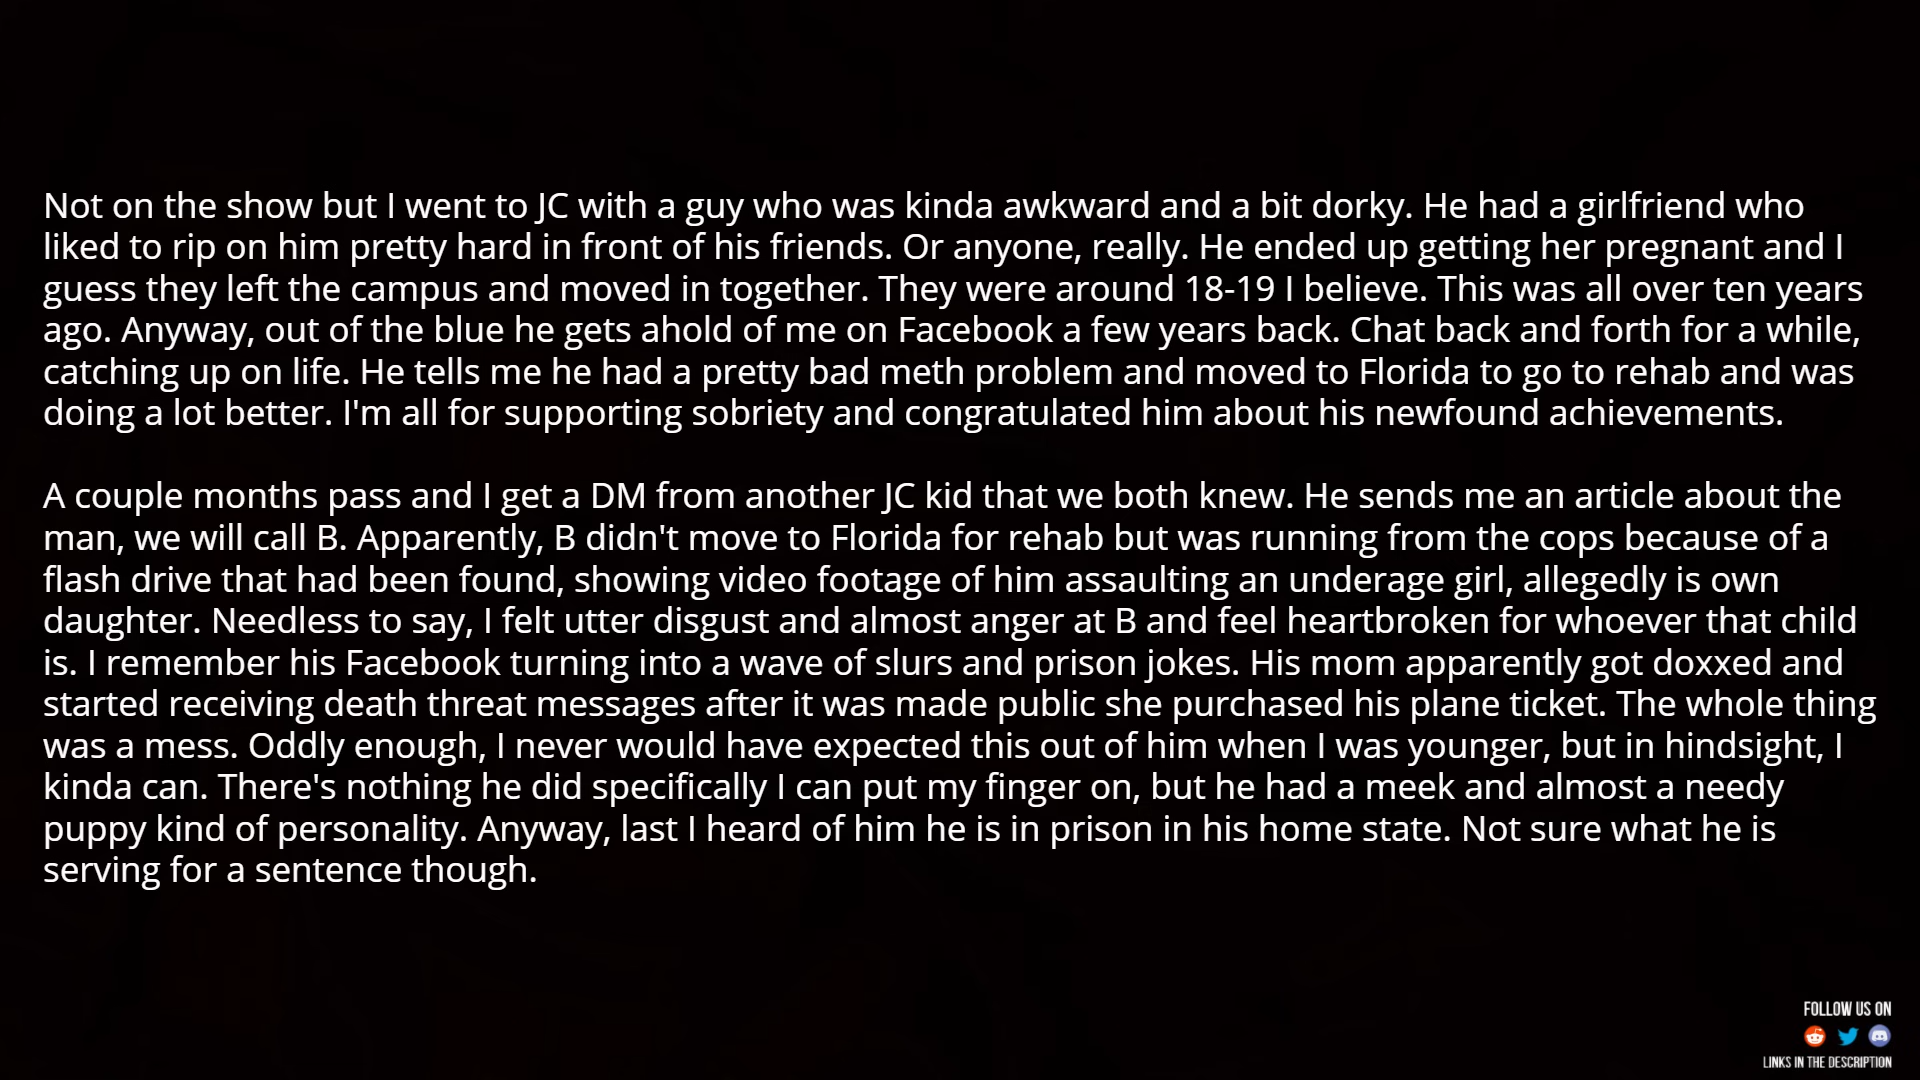 Not on the show but I went to JC with a guy who was kinda awkward and a bit dorky. He had a girlfriend who
liked to rip on him pretty hard in front of his friends. Or anyone, really. He ended up getting her pregnant and I
guess they left the campus and moved in together. They were around 18-19 I believe. This was all over ten years
ago. Anyway, out of the blue he gets ahold of me on Facebook a few years back. Chat back and forth for a while,
catching up on life. He tells me he had a pretty bad meth problem and moved to Florida to go to rehab and was
doing a lot better. I'm all for supporting sobriety and congratulated him about his newfound achievements.
A couple months pass and I get a DM from another JC kid that we both knew. He sends me an article about the
man, we will call B. Apparently, B didn't move to Florida for rehab but was running from the cops because of a
flash drive that had been found, showing video footage of him assaulting an underage girl, allegedly is own
daughter. Needless to say, I felt utter disgust and almost anger at B and feel heartbroken for whoever that child
is. I remember his Facebook turning into a wave of slurs and prison jokes. His mom apparently got doxxed and
started receiving death threat messages after it was made public she purchased his plane ticket. The whole thing
was a mess. Oddly enough, I never would have expected this out of him when I was younger, but in hindsight, I
kinda can. There's nothing he did specifically I can put my finger on, but he had a meek and almost a needy
puppy kind of personality. Anyway, last I heard of him he is in prison in his home state. Not sure what he is
serving for a sentence though.
FOLLOW US ON
LINKS IN THE DESCRIPTION